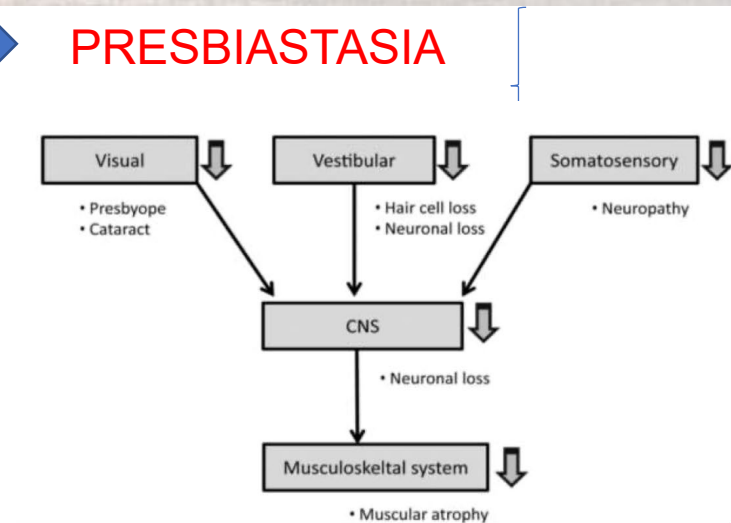 PRESBIASTASIA
Visual
Vestibular
Somatosensory
• Presbyope
• Cataract
• Hair cell loss
• Neuronal loss
• Neuropathy
CNS
• Neuronal loss
Musculoskeltal system
• Muscular atrophy